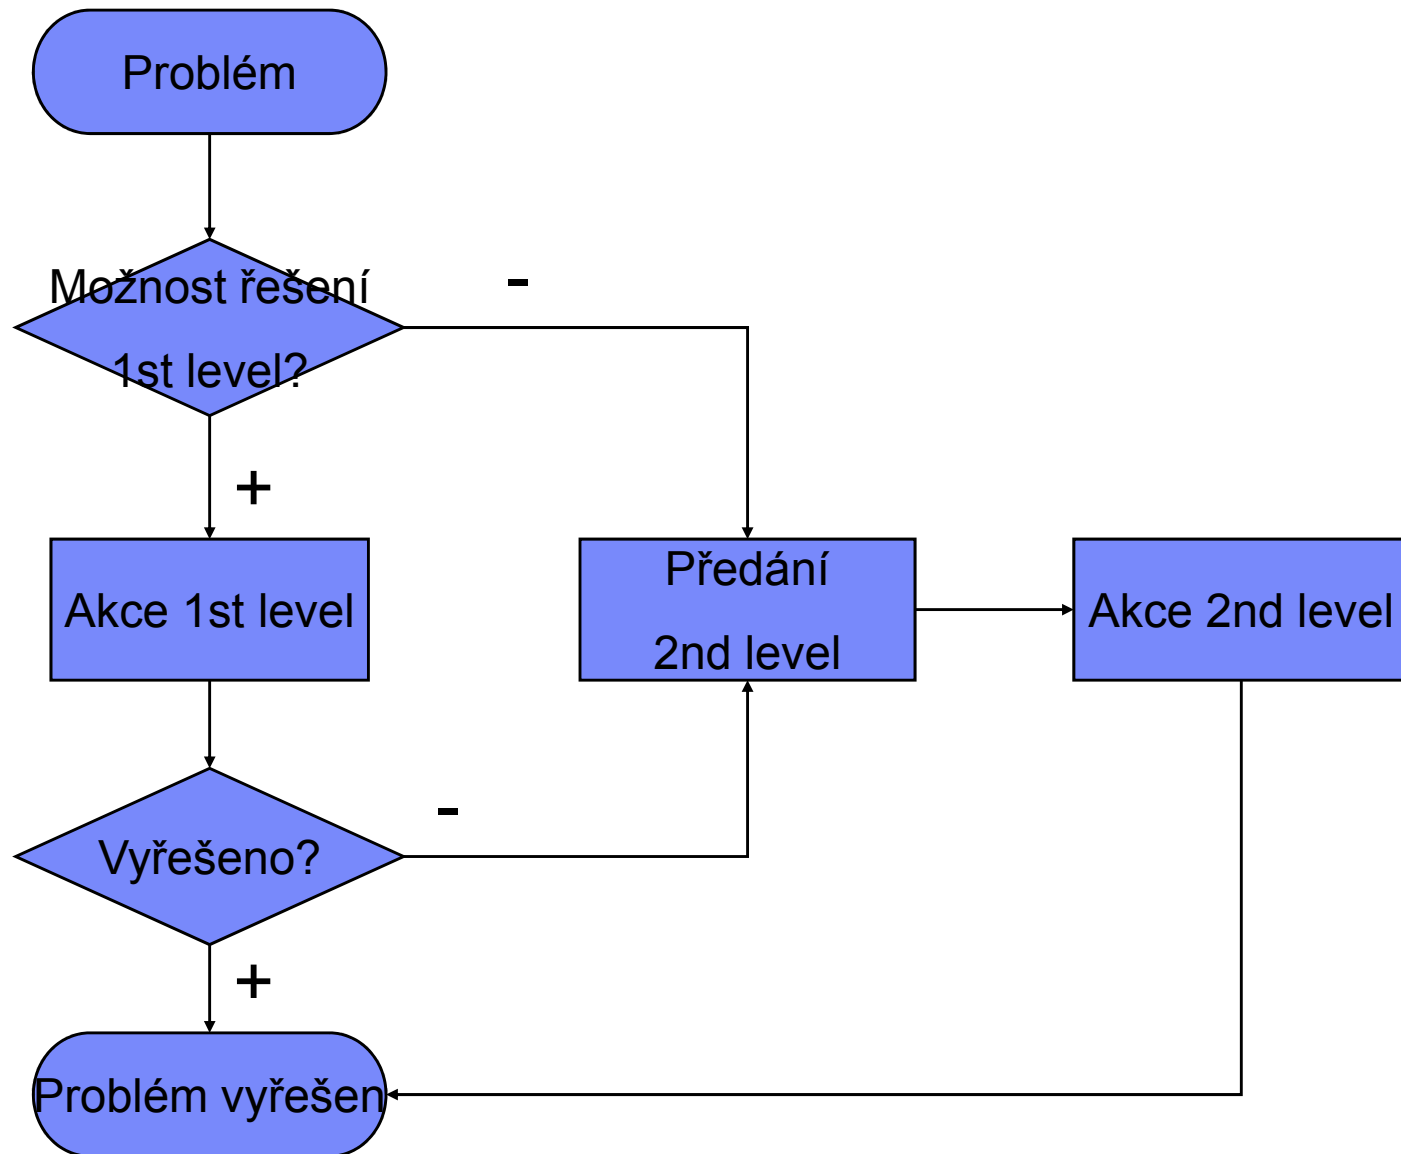 Problém
Možnost řešení
1st level?
-
+
Akce 1st level
Předání
2nd level
Akce 2nd level
Vyřešeno?
-
+
Problém vyřešen